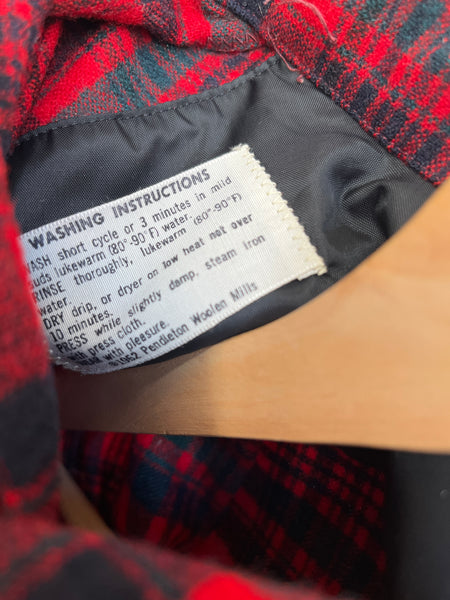 WASHING INSTRUCTIONS
WASH short cycle or 3 minutes in mild
suds lukewarm (80°-90°F) water.
RINSE thoroughly, lukewarm (80°-90°F)
water.
DRY drip, or dryer on low heat not over
10 minutes.
PRESS while slightly damp, steam iron
with press cloth.
with pleasure.
©1962 Pendleton Woolen Mills